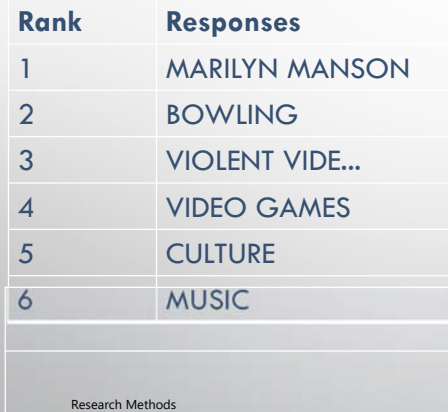 Rank Responses
1 MARILYN MANSON
2 BOWLING
3 VIOLENT VIDE...
4 VIDEO GAMES
5 CULTURE
6 MUSIC
Research Methods